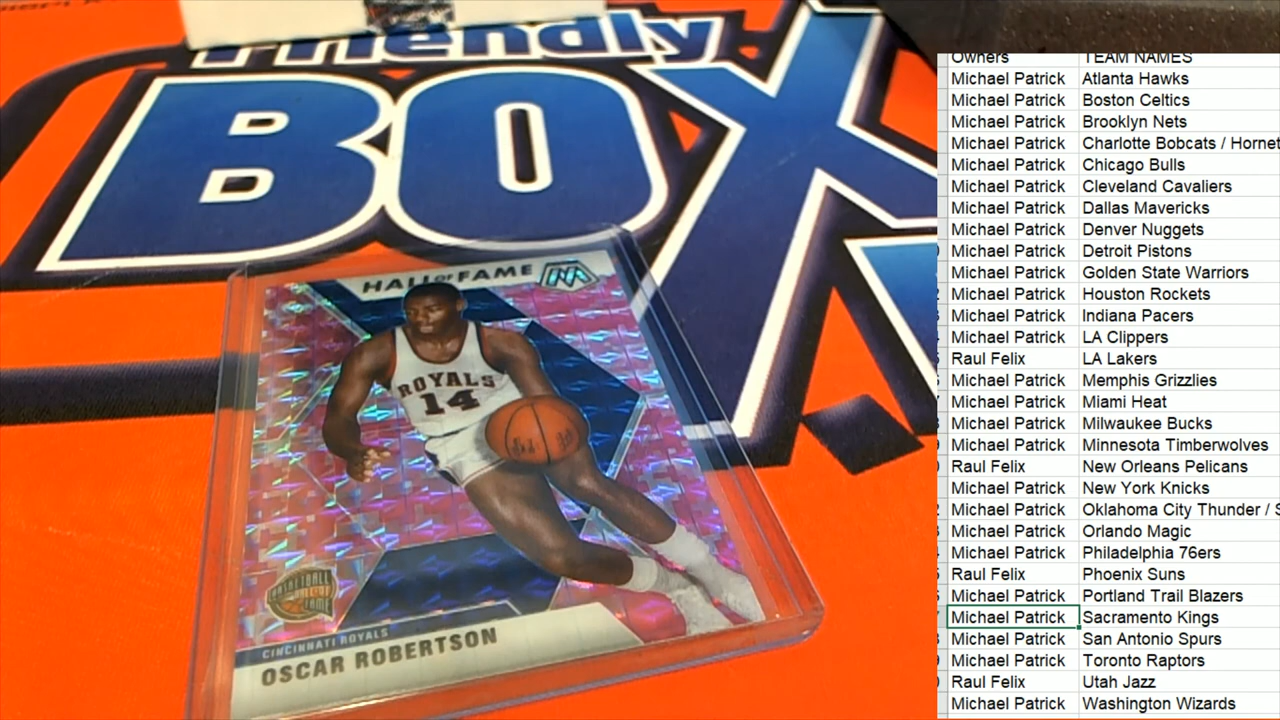 Friendly
BOX
HALL OF FAME
ROYALS
14
BASKETBALL
HALL OF
FAME
CINCINNATI ROYALS
OSCAR ROBERTSON
Owners TEAM NAMES
Michael Patrick Atlanta Hawks
Michael Patrick Boston Celtics
Michael Patrick Brooklyn Nets
Michael Patrick Charlotte Bobcats / Hornet
Michael Patrick Chicago Bulls
Michael Patrick Cleveland Cavaliers
Michael Patrick Dallas Mavericks
Michael Patrick Denver Nuggets
Michael Patrick Detroit Pistons
Michael Patrick Golden State Warriors
Michael Patrick Houston Rockets
Michael Patrick Indiana Pacers
Michael Patrick LA Clippers
Raul Felix LA Lakers
Michael Patrick Memphis Grizzlies
Michael Patrick Miami Heat
Michael Patrick Milwaukee Bucks
Michael Patrick Minnesota Timberwolves
Raul Felix New Orleans Pelicans
Michael Patrick New York Knicks
Michael Patrick Oklahoma City Thunder / S
Michael Patrick Orlando Magic
Michael Patrick Philadelphia 76ers
Raul Felix Phoenix Suns
Michael Patrick Portland Trail Blazers
Michael Patrick Sacramento Kings
Michael Patrick San Antonio Spurs
Michael Patrick Toronto Raptors
Raul Felix Utah Jazz
Michael Patrick Washington Wizards